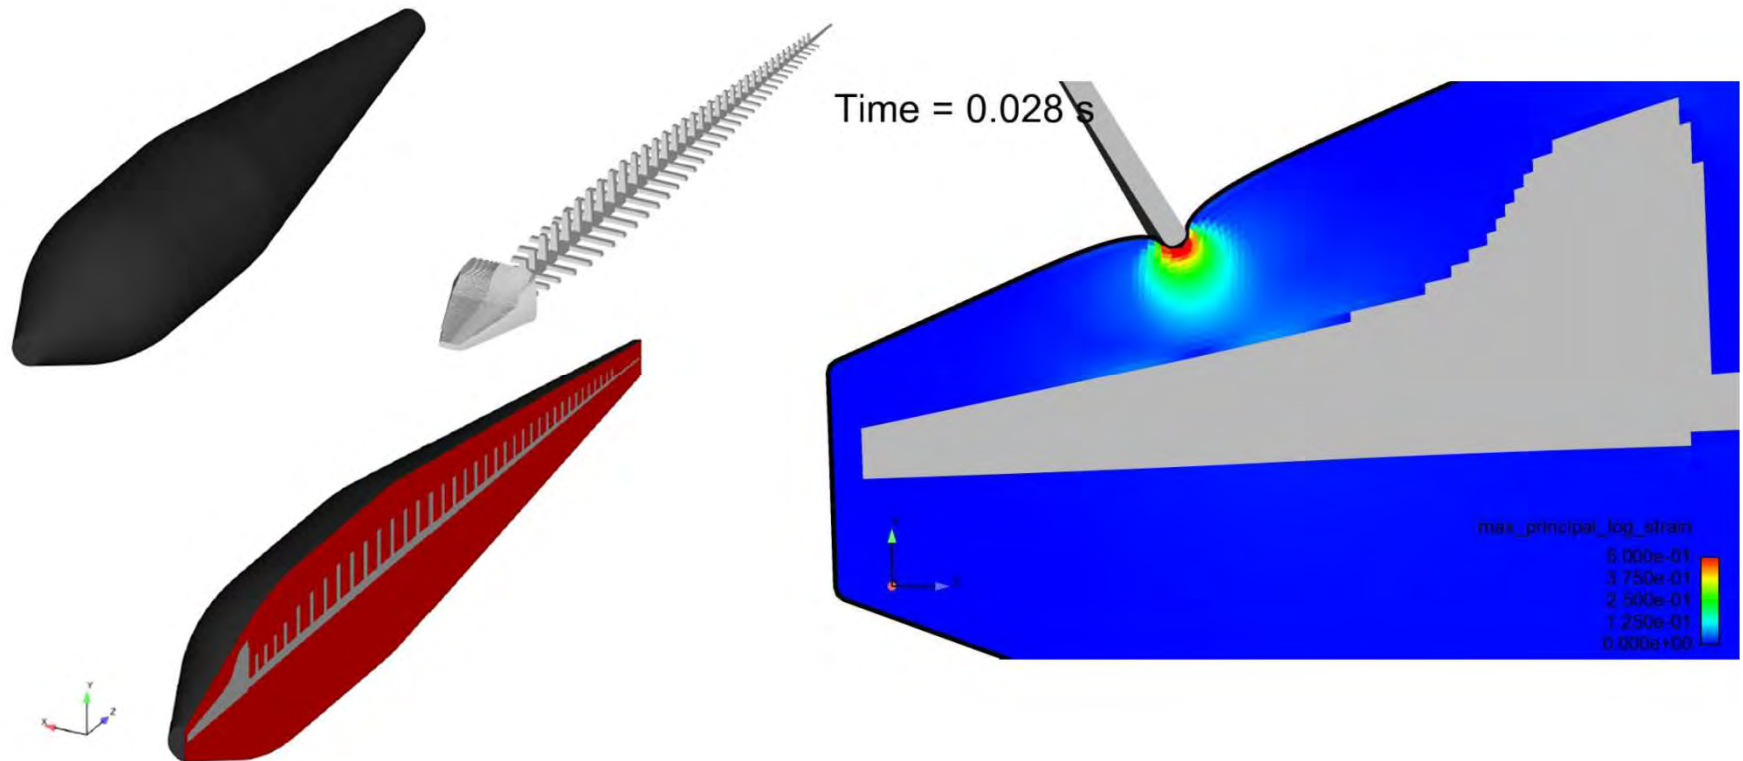 Time = 0.028 s
max_principal_log_strain
5.000e-01
3.750e-01
2.500e-01
1.250e-01
0.000e+00
Y
X
Z